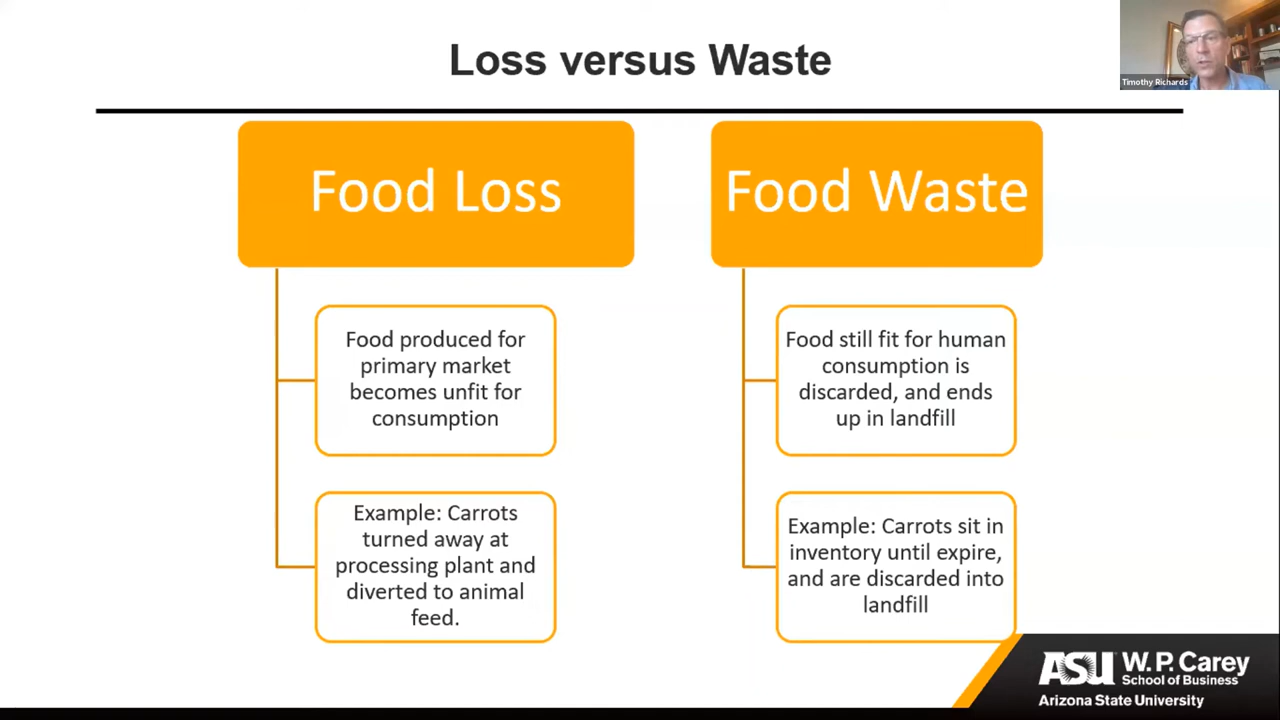 Loss versus Waste
Timothy Richards
Food Loss
Food produced for
primary market
becomes unfit for
consumption
Example: Carrots
turned away at
processing plant and
diverted to animal
feed.
Food Waste
Food still fit for human
consumption is
discarded, and ends
up in landfill
Example: Carrots sit in
inventory until expire,
and are discarded into
landfill
ASU W. P. Carey
School of Business
Arizona State University